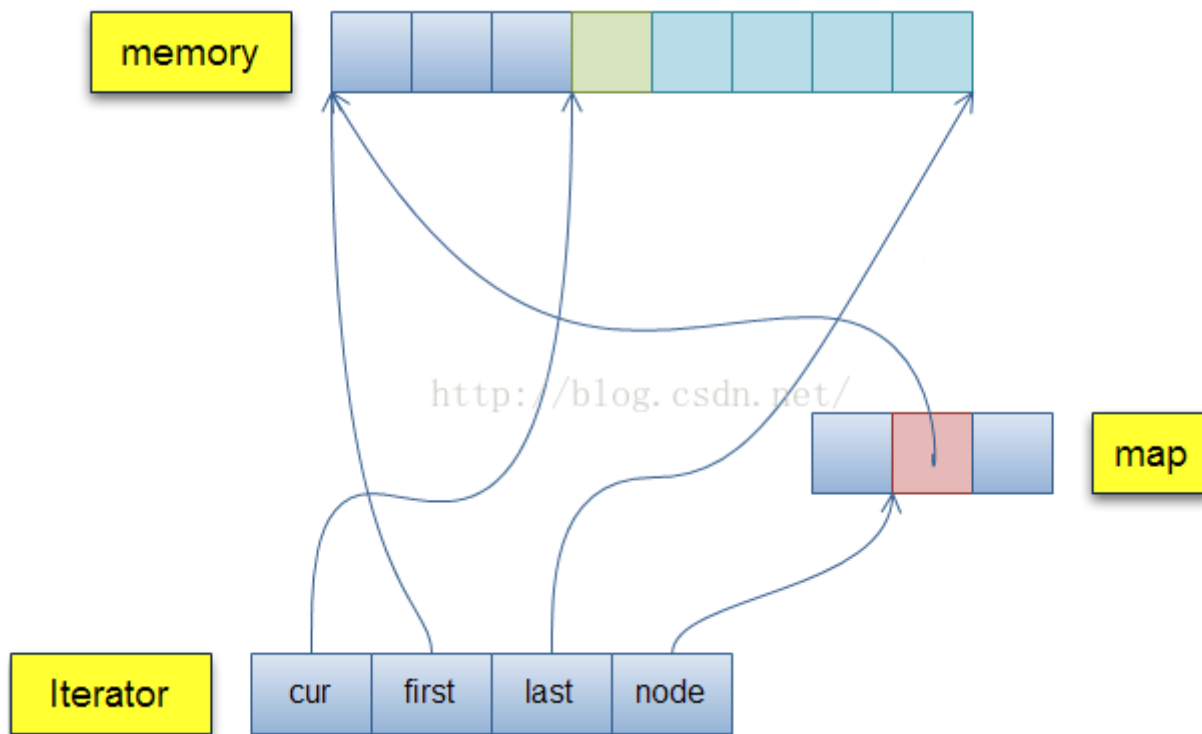 memory
http://blog.csdn.net/
map
Iterator
cur
first
last
node